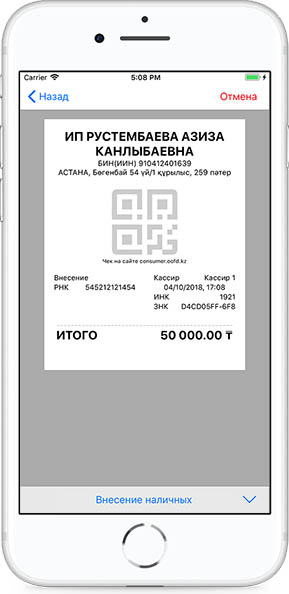 Carrier 5:08 PM
Назад Отмена
ИП РУСТЕМБАЕВА АЗИЗА
КАНЛЫБАЕВНА
БИН(ИИН) 910412401639
АСТАНА, Бөгенбай 54 үй/1 құрылыс, 259 пәтер
Чек на сайте consumer.oofd.kz
Внесение Кассир Кассир 1
РНК 545212121454 04/10/2018, 17:08
ИНК 1921
ЗНК D4CD05FF-6F8
ИТОГО 50 000.00 ₸
Внесение наличных